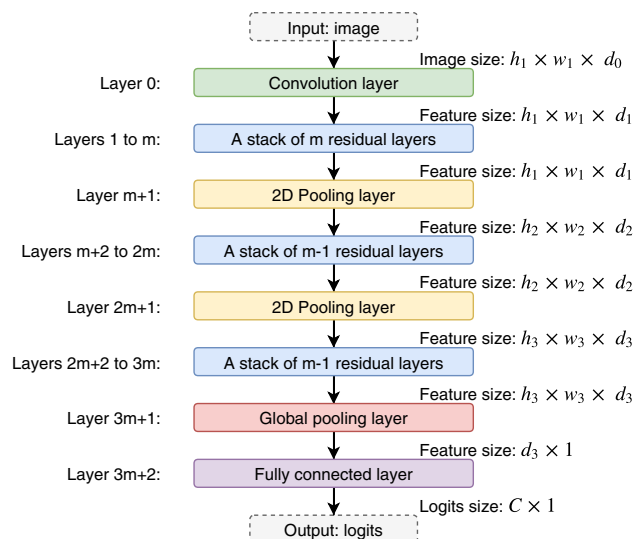 Input: image
Image size: h₁ × w₁ × d₀
Layer 0: Convolution layer
Feature size: h₁ × w₁ × d₁
Layers 1 to m: A stack of m residual layers
Feature size: h₁ × w₁ × d₁
Layer m+1: 2D Pooling layer
Feature size: h₂ × w₂ × d₂
Layers m+2 to 2m: A stack of m-1 residual layers
Feature size: h₂ × w₂ × d₂
Layer 2m+1: 2D Pooling layer
Feature size: h₃ × w₃ × d₃
Layers 2m+2 to 3m: A stack of m-1 residual layers
Feature size: h₃ × w₃ × d₃
Layer 3m+1: Global pooling layer
Feature size: d₃ × 1
Layer 3m+2: Fully connected layer
Logits size: C × 1
Output: logits